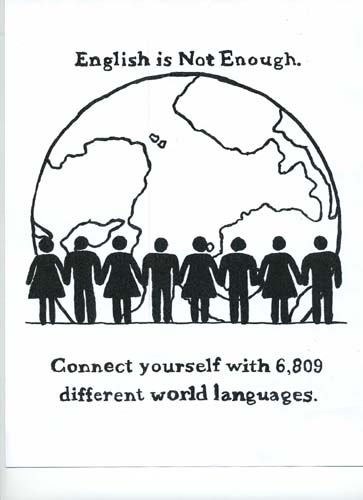 English is Not Enough.
Connect yourself with 6,809
different world languages.